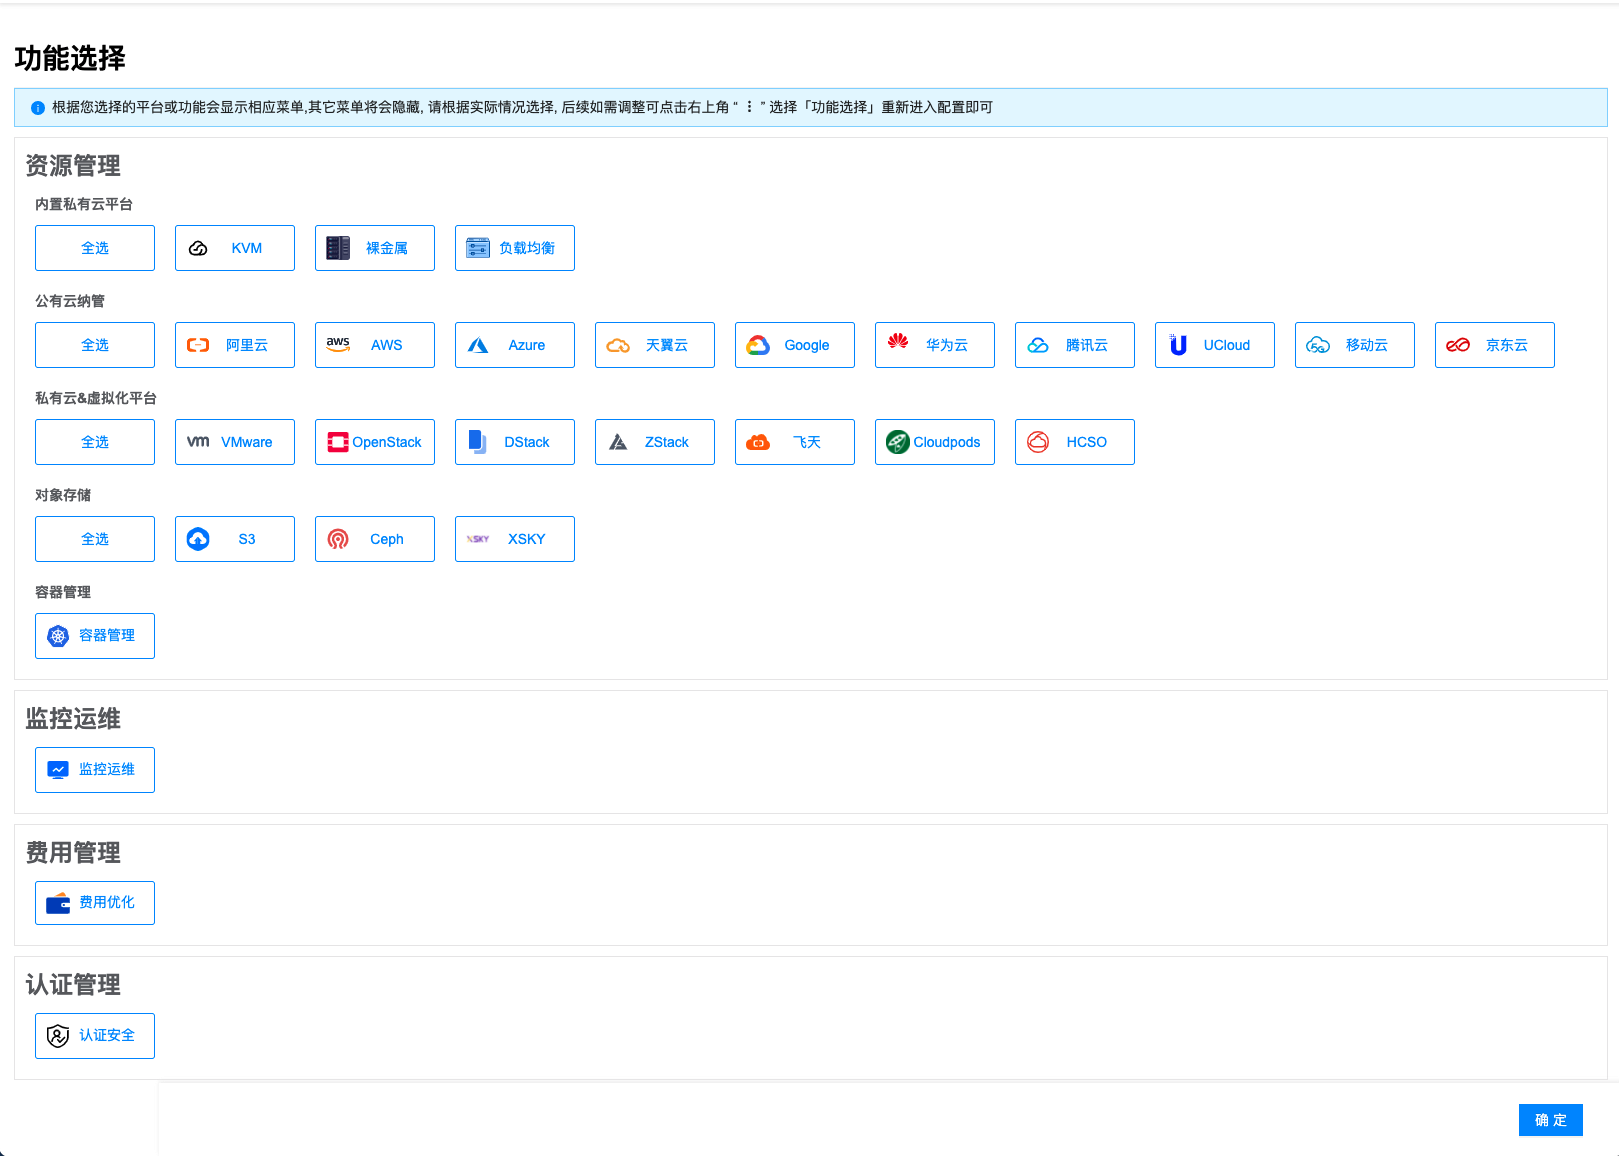 功能选择
根据您选择的平台或功能会显示相应菜单,其它菜单将会隐藏, 请根据实际情况选择, 后续如需调整可点击右上角 “ ⋮ ” 选择「功能选择」重新进入配置即可
资源管理
内置私有云平台
全选 KVM 裸金属 负载均衡
公有云纳管
全选 阿里云 aws AWS Azure 天翼云 Google 华为云 腾讯云 UCloud 5G 移动云 京东云
私有云&虚拟化平台
全选 vm VMware OpenStack DStack ZStack 飞天 Cloudpods HCSO
对象存储
全选 S3 Ceph XSKY XSKY
容器管理
容器管理
监控运维
监控运维
费用管理
费用优化
认证管理
认证安全
确 定